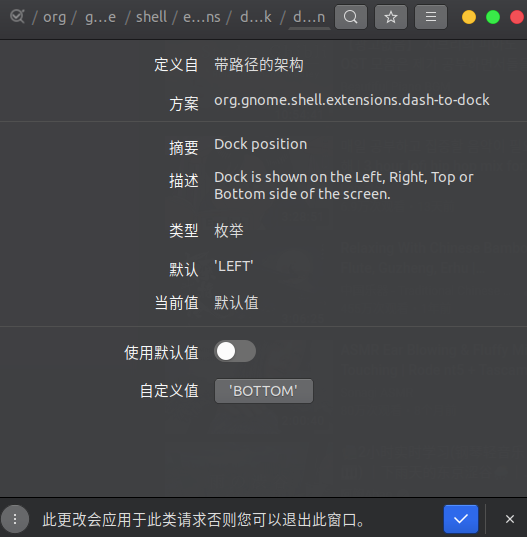 / org / g…e / shell / e…ns / d…k / d…n
定义自 带路径的架构
方案 org.gnome.shell.extensions.dash-to-dock
摘要 Dock position
描述 Dock is shown on the Left, Right, Top or
Bottom side of the screen.
类型 枚举
默认 'LEFT'
当前值 默认值
使用默认值
自定义值 'BOTTOM'
此更改会应用于此类请求否则您可以退出此窗口。